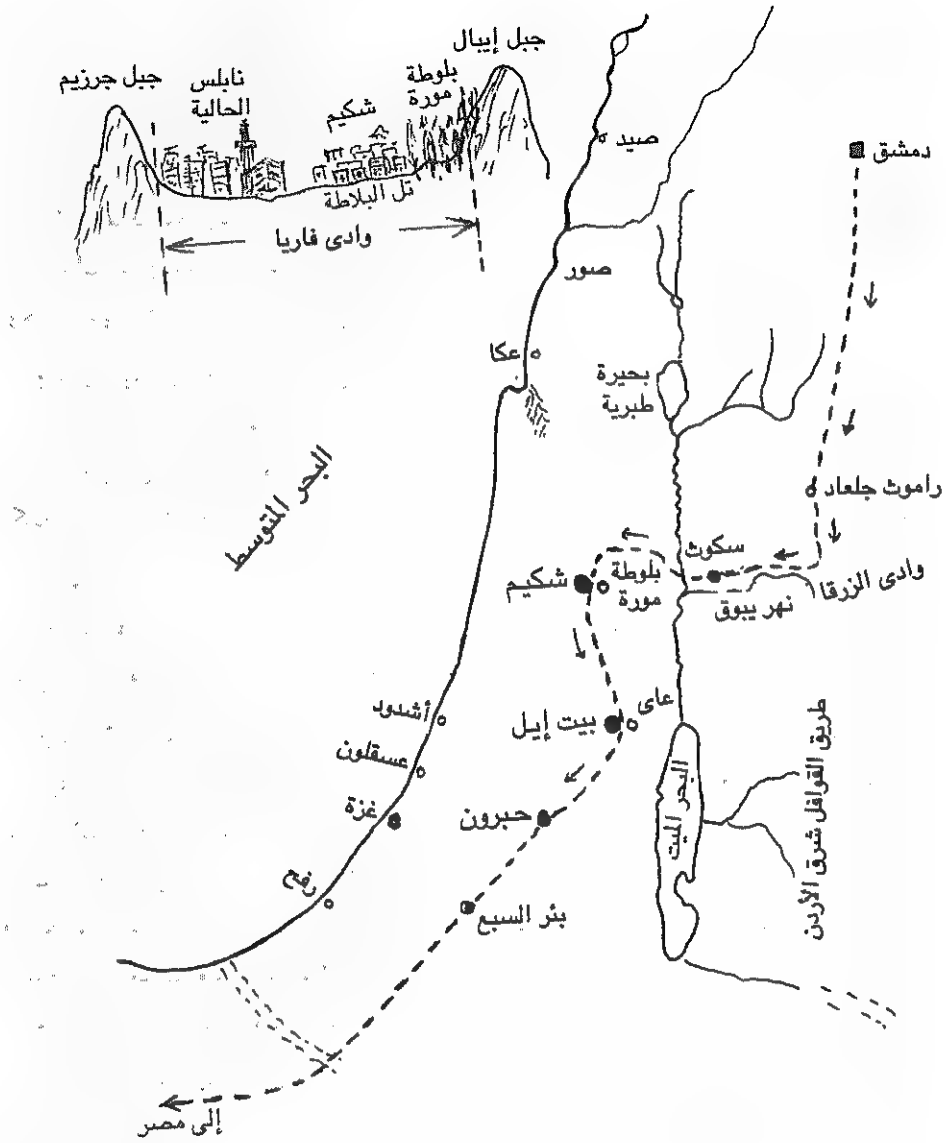 جبل إيبال
جبل جرزيم
نابلس
الحالية
شكيم
بلوطة
مورة
تل البلاطة
وادى فاريا
صيد
دمشق
صور
عكا
بحيرة
طبرية
البحر المتوسط
راموث جلعاد
سكوث
بلوطة
مورة
شكيم
وادى الزرقا
نهر يبوق
عاى
بيت إيل
أشدود
عسقلون
غزة
حبرون
البحر الميت
طريق القوافل شرق الأردن
رفح
بئر السبع
إلى مصر